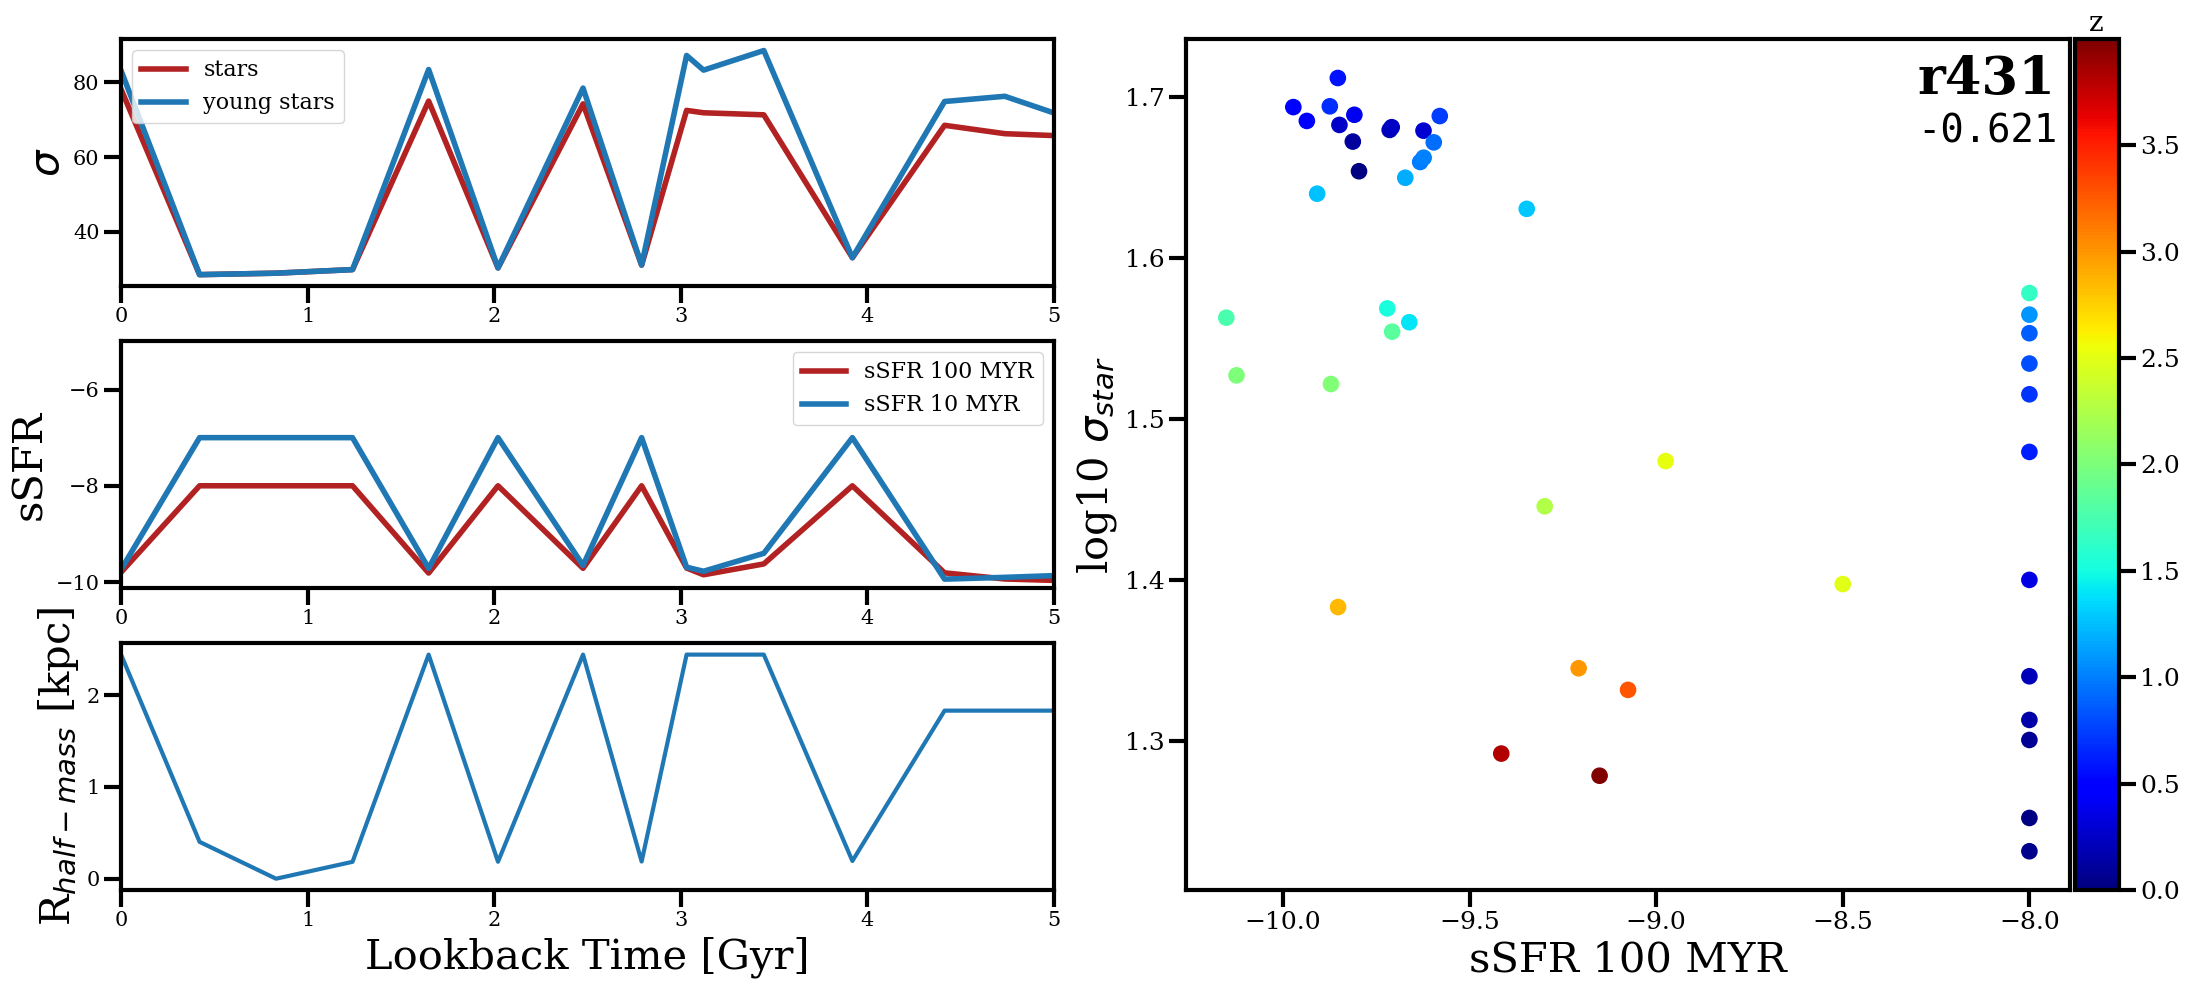 80
60
40
σ
stars
young stars
0 1 2 3 4 5
−6
−8
−10
sSFR
sSFR 100 MYR
sSFR 10 MYR
0 1 2 3 4 5
2
1
0
R_{half−mass} [kpc]
0 1 2 3 4 5
Lookback Time [Gyr]
1.7
1.6
1.5
1.4
1.3
log10 σ_{star}
r431
-0.621
−10.0 −9.5 −9.0 −8.5 −8.0
sSFR 100 MYR
z
3.5
3.0
2.5
2.0
1.5
1.0
0.5
0.0